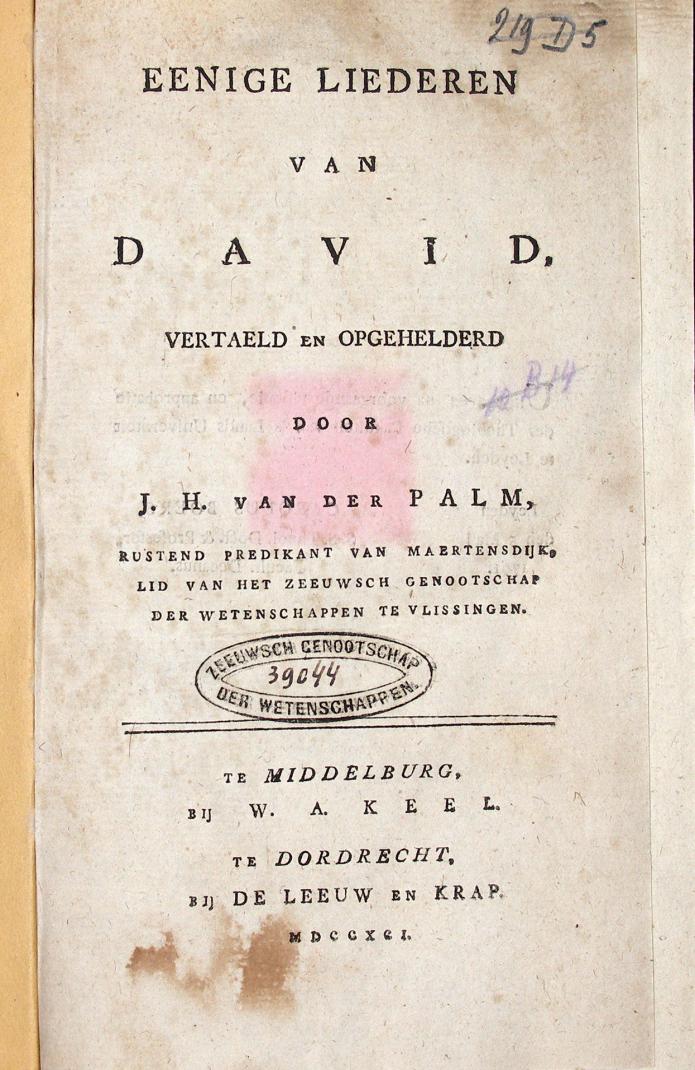 219 D 5
EENIGE LIEDEREN
VAN
DAVID,
VERTAELD EN OPGEHELDERD
B 14
DOOR
J. H. VAN DER PALM,
RUSTEND PREDIKANT VAN MAERTENSDIJK,
LID VAN HET ZEEUWSCH GENOOTSCHAP
DER WETENSCHAPPEN TE VLISSINGEN.
ZEEUWSCH GENOOTSCHAP
39044
DER WETENSCHAPPEN.
TE MIDDELBURG,
BIJ W. A. KEEL.
TE DORDRECHT,
BIJ DE LEEUW EN KRAP.
MDCCXCI.